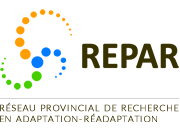 REPAR
RÉSEAU PROVINCIAL DE RECHERCHE
EN ADAPTATION-RÉADAPTATION